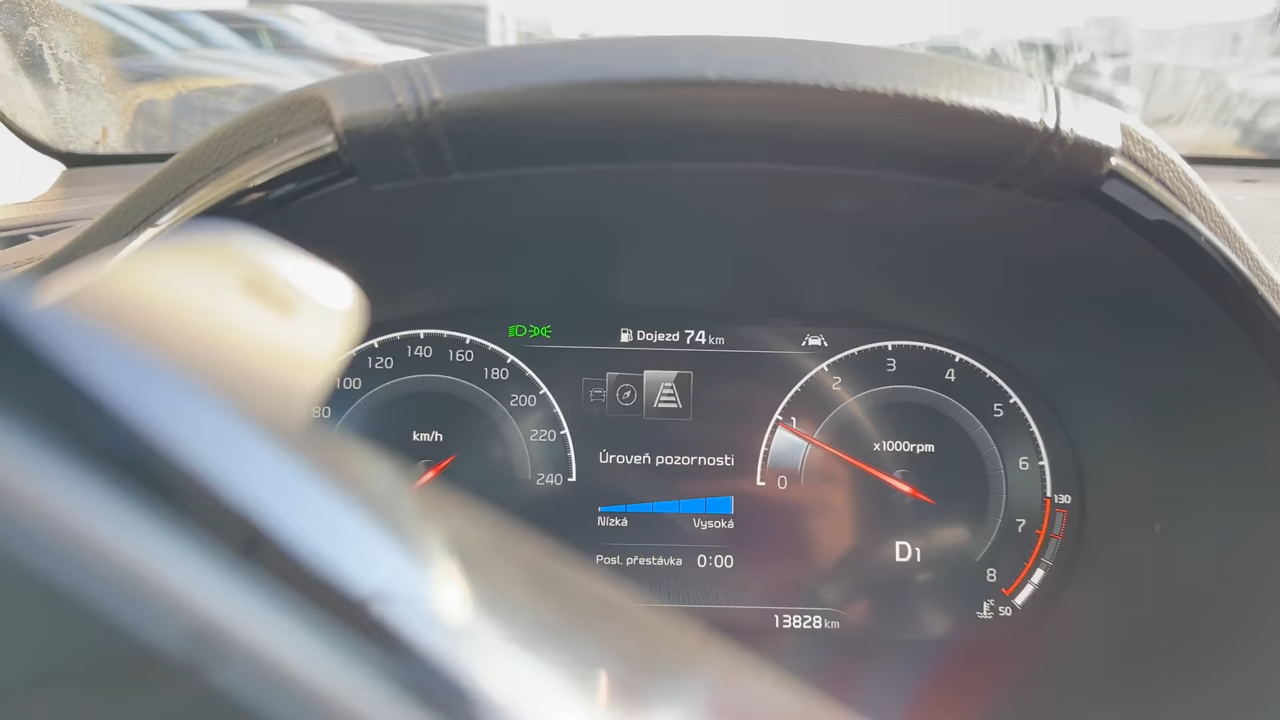 Dojezd 74 km
80
100
120
140
160
180
200
220
240
km/h
Úroveň pozornosti
Nízká Vysoká
Posl. přestávka 0:00
13828 km
0
1
2
3
4
5
6
7
8
x1000rpm
D1
130
50